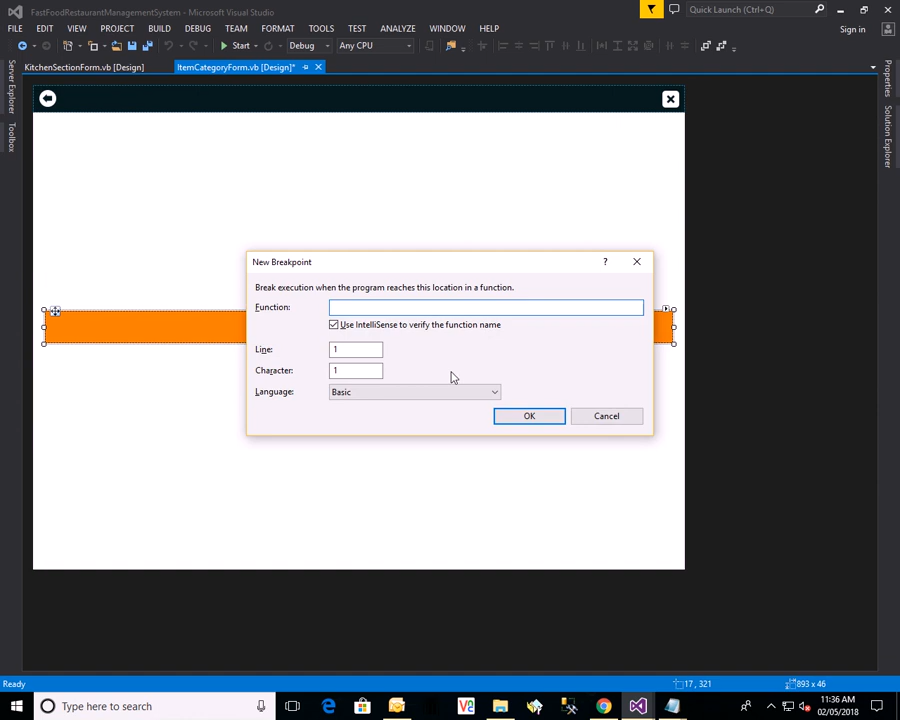 FastFoodRestaurantManagementSystem - Microsoft Visual Studio
Quick Launch (Ctrl+Q)
FILE EDIT VIEW PROJECT BUILD DEBUG TEAM FORMAT TOOLS TEST ANALYZE WINDOW HELP
Sign in
Start Debug Any CPU
KitchenSectionForm.vb [Design] ItemCategoryForm.vb [Design]*
Server Explorer
Toolbox
Properties
Solution Explorer
New Breakpoint
Break execution when the program reaches this location in a function.
Function:
Use IntelliSense to verify the function name
Line: 1
Character: 1
Language: Basic
OK Cancel
Ready 17 , 321 893 x 46
Type here to search
11:36 AM
02/05/2018